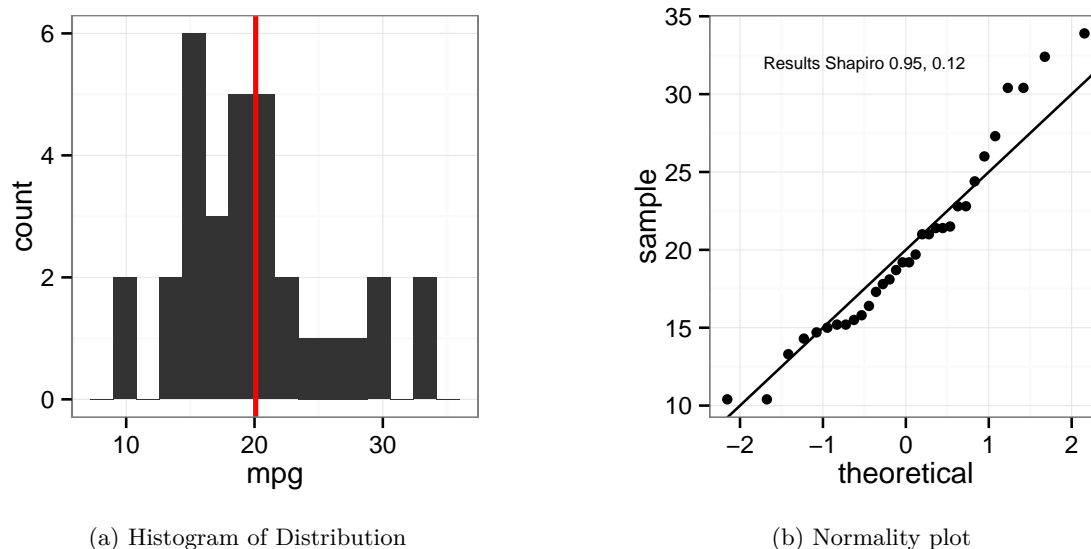 6
4
2
0
count
10 20 30
mpg
(a) Histogram of Distribution
35
30
25
20
15
10
sample
Results Shapiro 0.95, 0.12
−2 −1 0 1 2
theoretical
(b) Normality plot